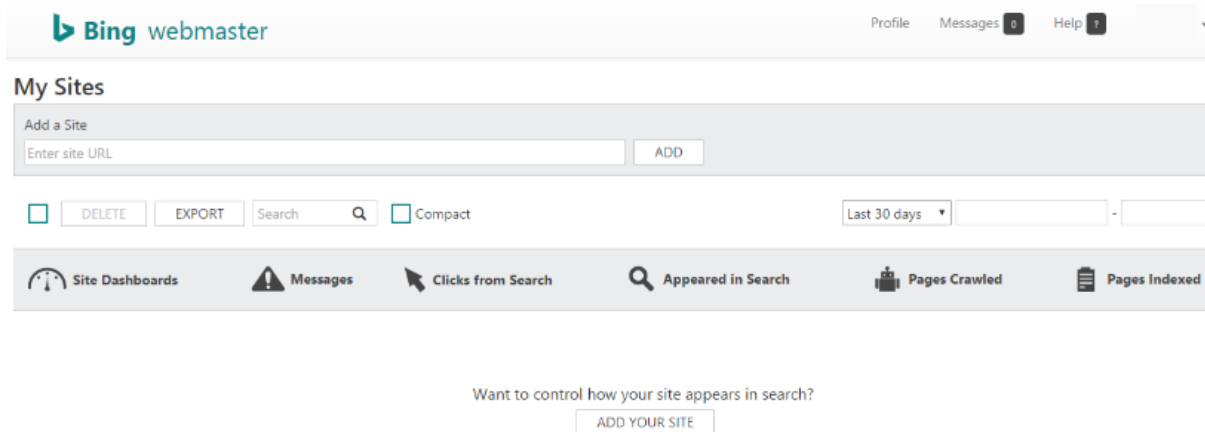 Bing webmaster
Profile Messages 0 Help ?
My Sites
Add a Site
Enter site URL ADD
DELETE EXPORT Search Compact Last 30 days -
Site Dashboards Messages Clicks from Search Appeared in Search Pages Crawled Pages Indexed
Want to control how your site appears in search?
ADD YOUR SITE